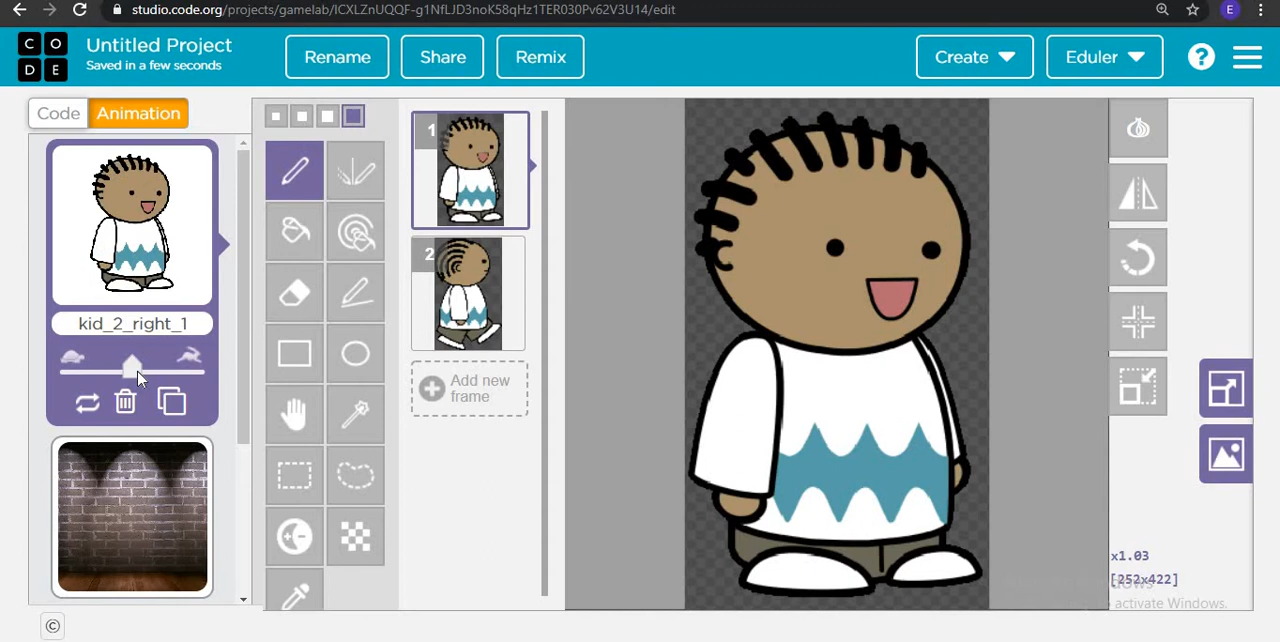 studio.code.org/projects/gamelab/ICXLZnUQQF-g1NfLJD3noK58qHz1TER030Pv62V3U14/edit
E
C O
D E
Untitled Project
Saved in a few seconds
Rename
Share
Remix
Create
Eduler
?
Code
Animation
kid_2_right_1
1
2
Add new
frame
x1.03
[252x422]
activate Windows.
©